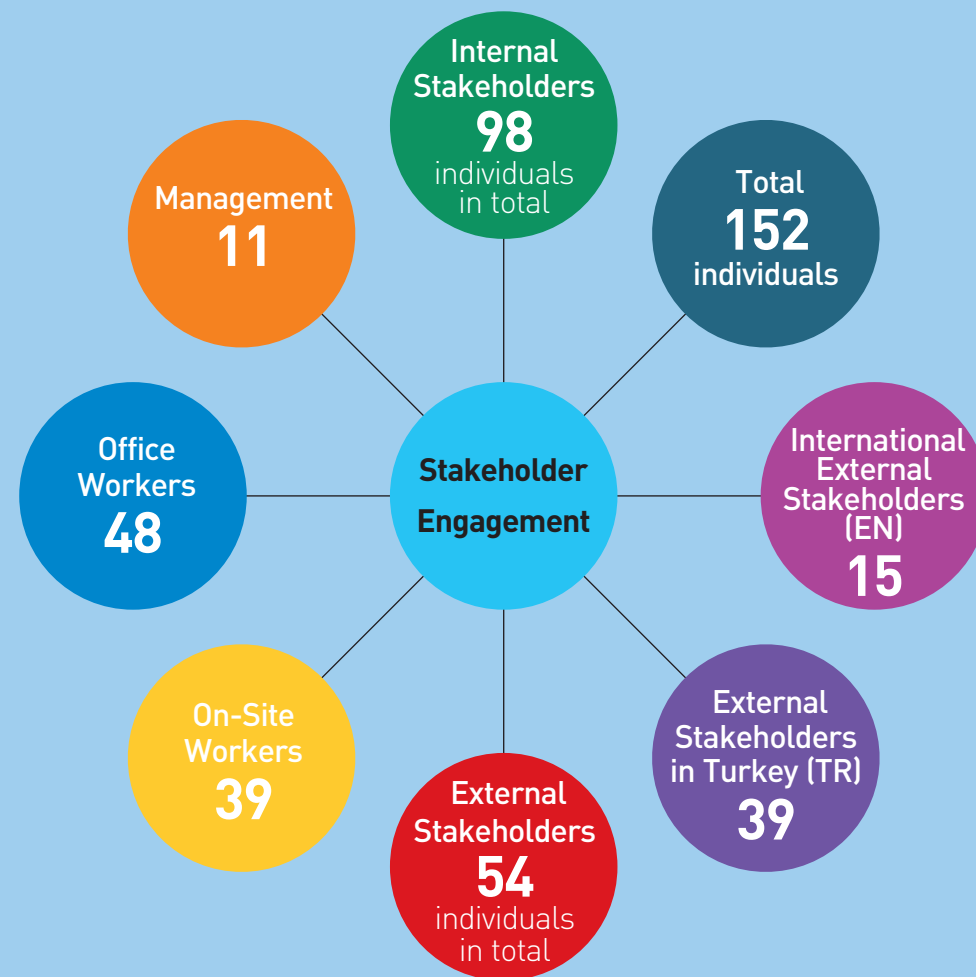 Internal
Stakeholders
98
individuals
in total
Total
152
individuals
International
External
Stakeholders
(EN)
15
External
Stakeholders
in Turkey (TR)
39
External
Stakeholders
54
individuals
in total
On-Site
Workers
39
Office
Workers
48
Management
11
Stakeholder
Engagement